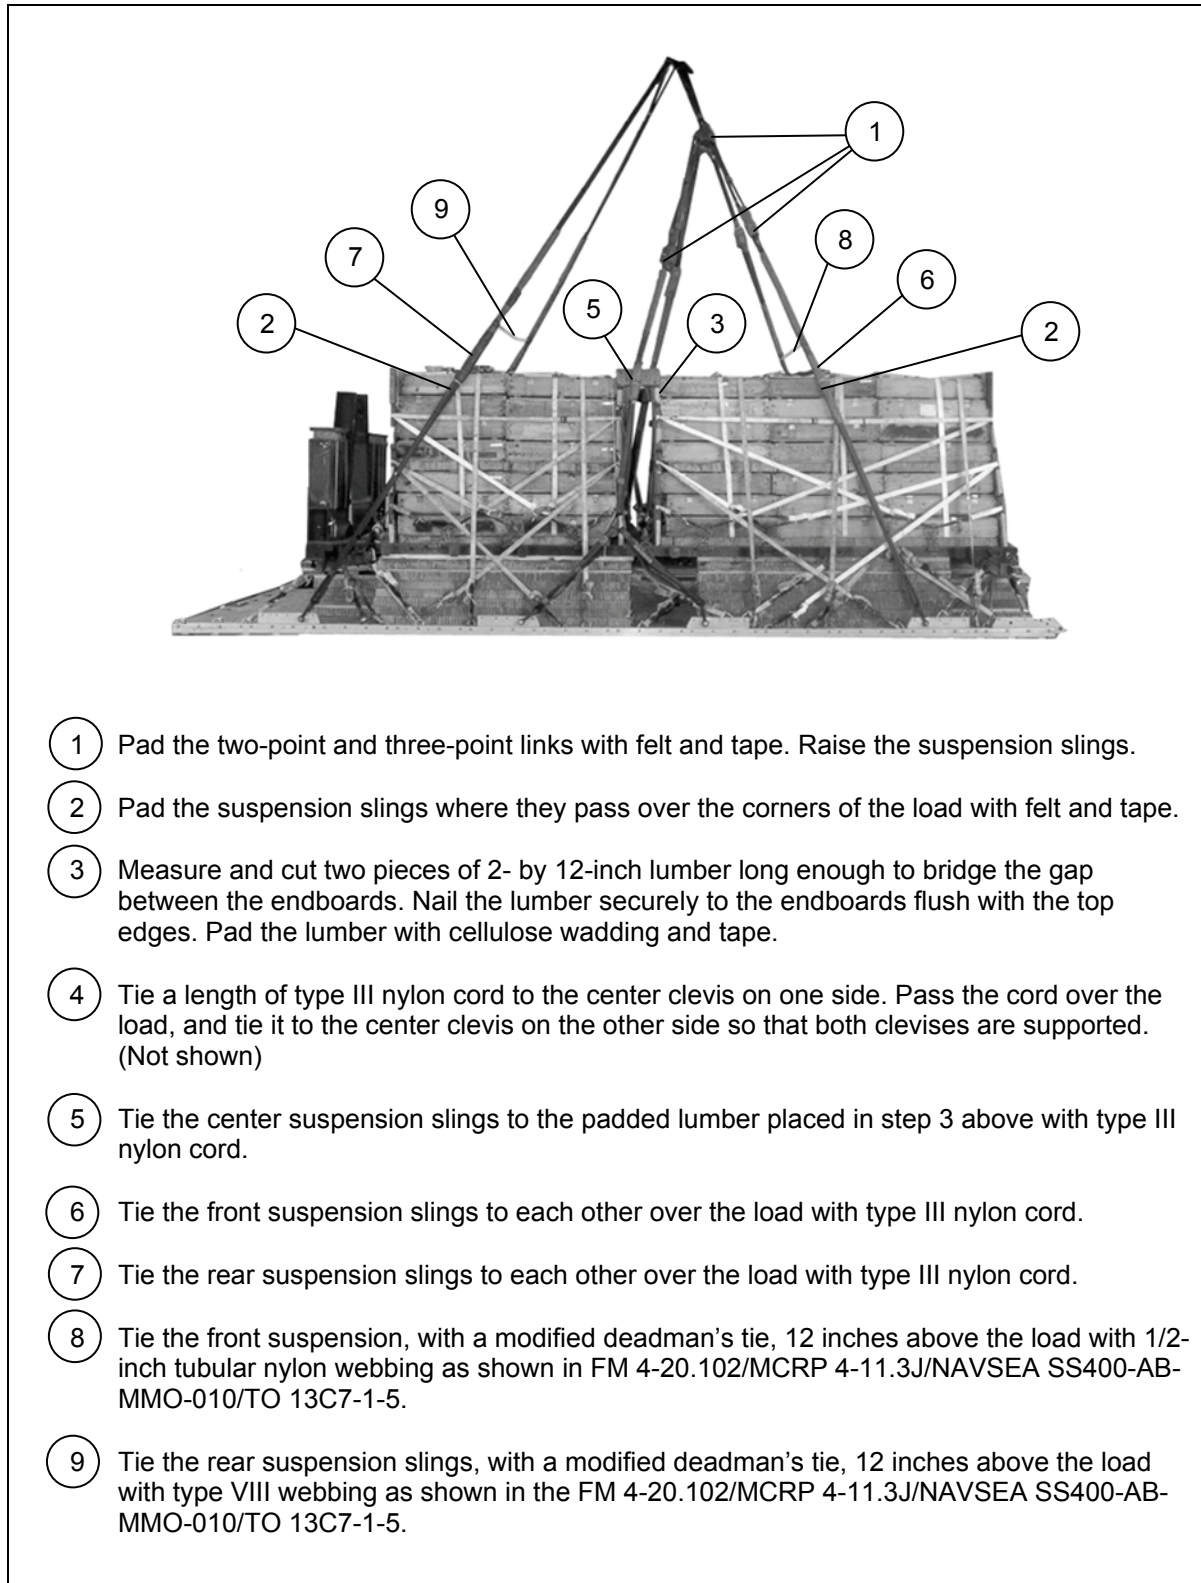 1
9
8
7
6
5
3
2
2
1 Pad the two-point and three-point links with felt and tape. Raise the suspension slings.
2 Pad the suspension slings where they pass over the corners of the load with felt and tape.
3 Measure and cut two pieces of 2- by 12-inch lumber long enough to bridge the gap
between the endboards. Nail the lumber securely to the endboards flush with the top
edges. Pad the lumber with cellulose wadding and tape.
4 Tie a length of type III nylon cord to the center clevis on one side. Pass the cord over the
load, and tie it to the center clevis on the other side so that both clevises are supported.
(Not shown)
5 Tie the center suspension slings to the padded lumber placed in step 3 above with type III
nylon cord.
6 Tie the front suspension slings to each other over the load with type III nylon cord.
7 Tie the rear suspension slings to each other over the load with type III nylon cord.
8 Tie the front suspension, with a modified deadman’s tie, 12 inches above the load with 1/2-
inch tubular nylon webbing as shown in FM 4-20.102/MCRP 4-11.3J/NAVSEA SS400-AB-
MMO-010/TO 13C7-1-5.
9 Tie the rear suspension slings, with a modified deadman’s tie, 12 inches above the load
with type VIII webbing as shown in the FM 4-20.102/MCRP 4-11.3J/NAVSEA SS400-AB-
MMO-010/TO 13C7-1-5.